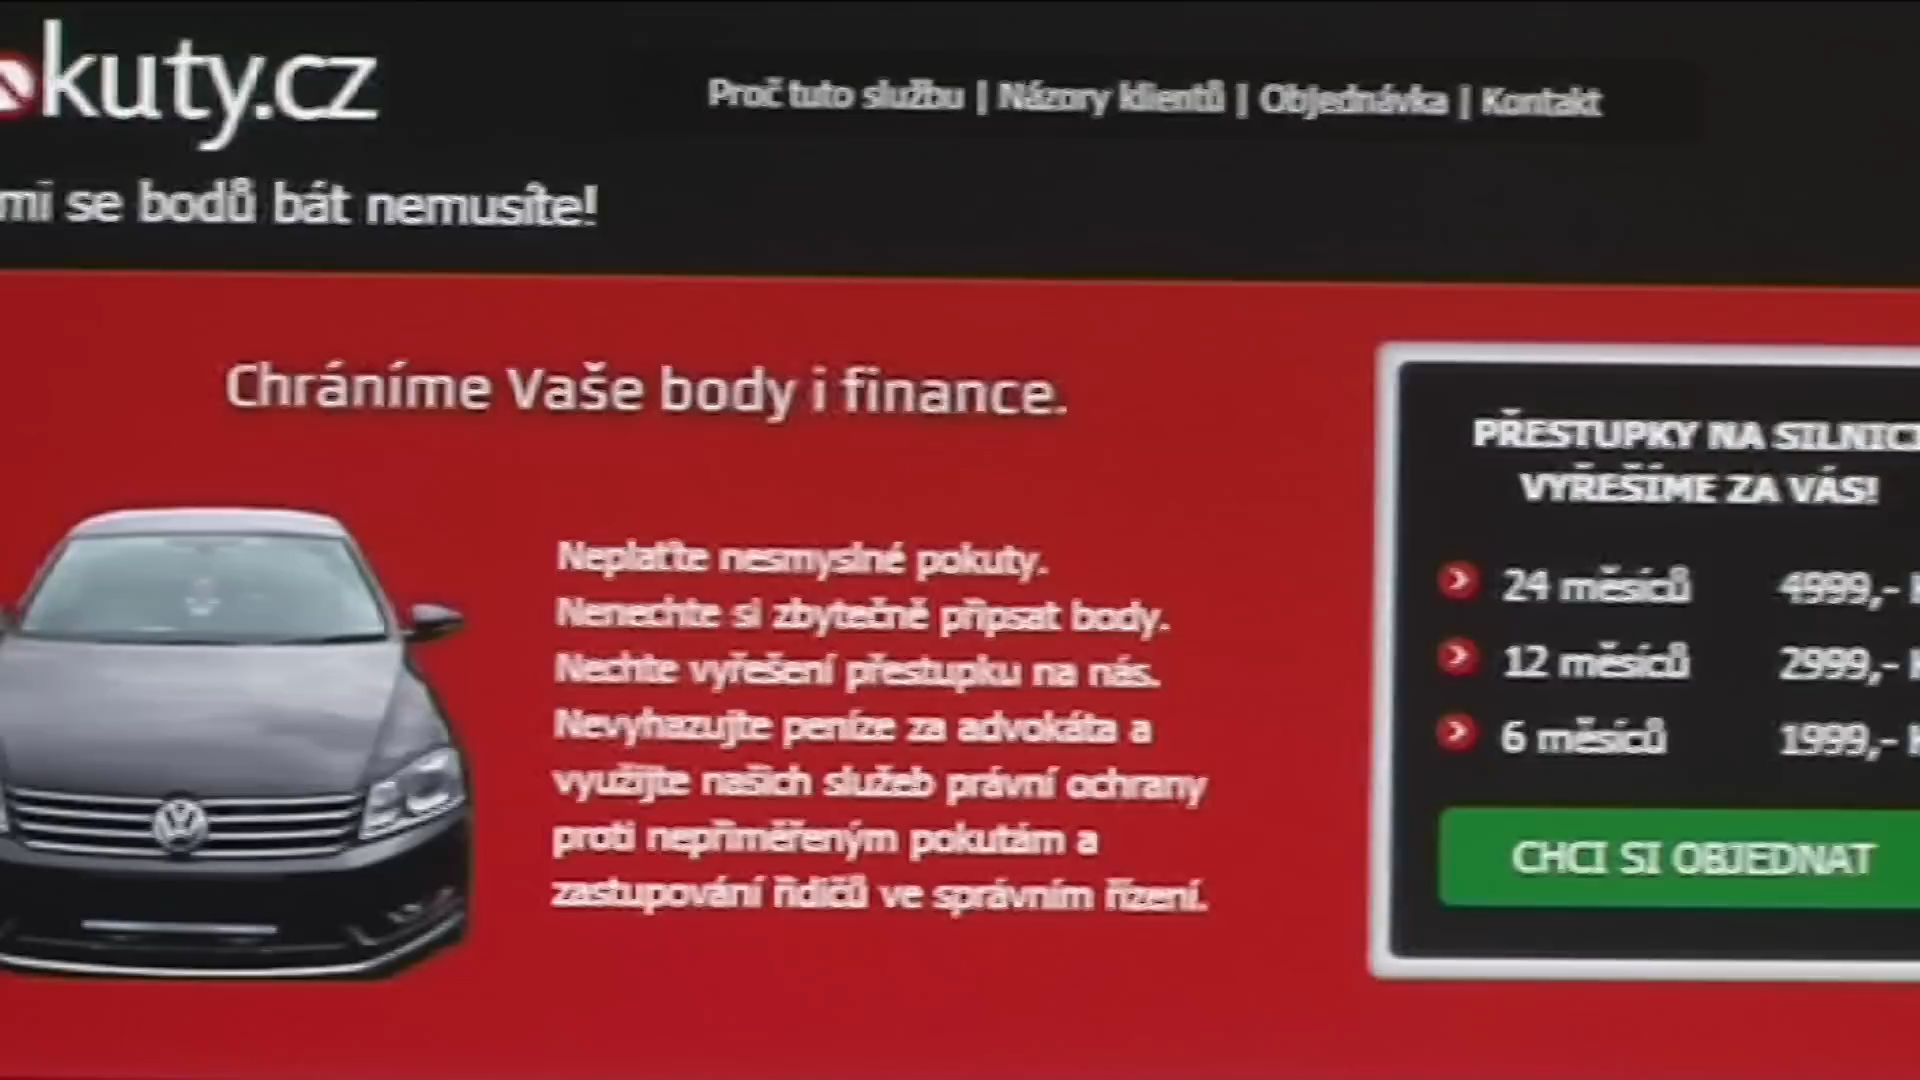 kuty.cz
Proč tuto službu | Názory klientů | Objednávka | Kontakt
mi se bodů bát nemusíte!
Chráníme Vaše body i finance.
Neplaťte nesmyslné pokuty.
Nenechte si zbytečně připsat body.
Nechte vyřešení přestupku na nás.
Nevyhazujte peníze za advokáta a
využijte našich služeb právní ochrany
proti nepřiměřeným pokutám a
zastupování řidičů ve správním řízení.
PŘESTUPKY NA SILNICI
VYŘEŠÍME ZA VÁS!
24 měsíců 4999,- K
12 měsíců 2999,- K
6 měsíců 1999,- K
CHCI SI OBJEDNAT